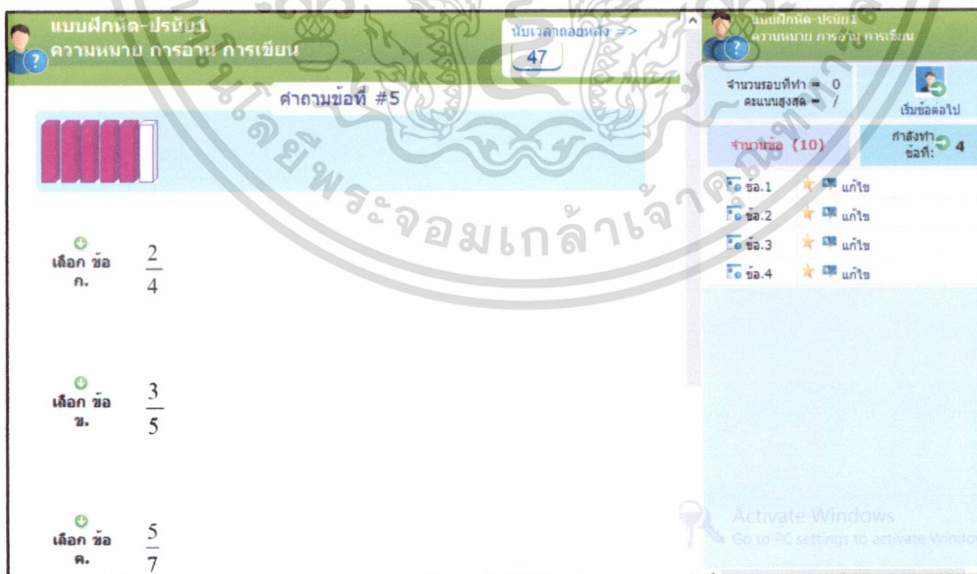 แบบฝึกหัด-ปรนัย1
ความหมาย การอ่าน การเขียน
นับเวลาถอยหลัง =>
47
คำถามข้อที่ #5
เลือก ข้อ
ก.
2
4
เลือก ข้อ
ข.
3
5
เลือก ข้อ
ค.
5
7
แบบฝึกหัด-ปรนัย1
ความหมาย การอ่าน การเขียน
จำนวนรอบที่ทำ = 0
คะแนนสูงสุด = /
เริ่มข้อต่อไป
จำนวนข้อ (10)
กำลังทำ
ข้อที่: 4
ข้อ.1 แก้ไข
ข้อ.2 แก้ไข
ข้อ.3 แก้ไข
ข้อ.4 แก้ไข
Activate Windows
Go to PC settings to activate Windo